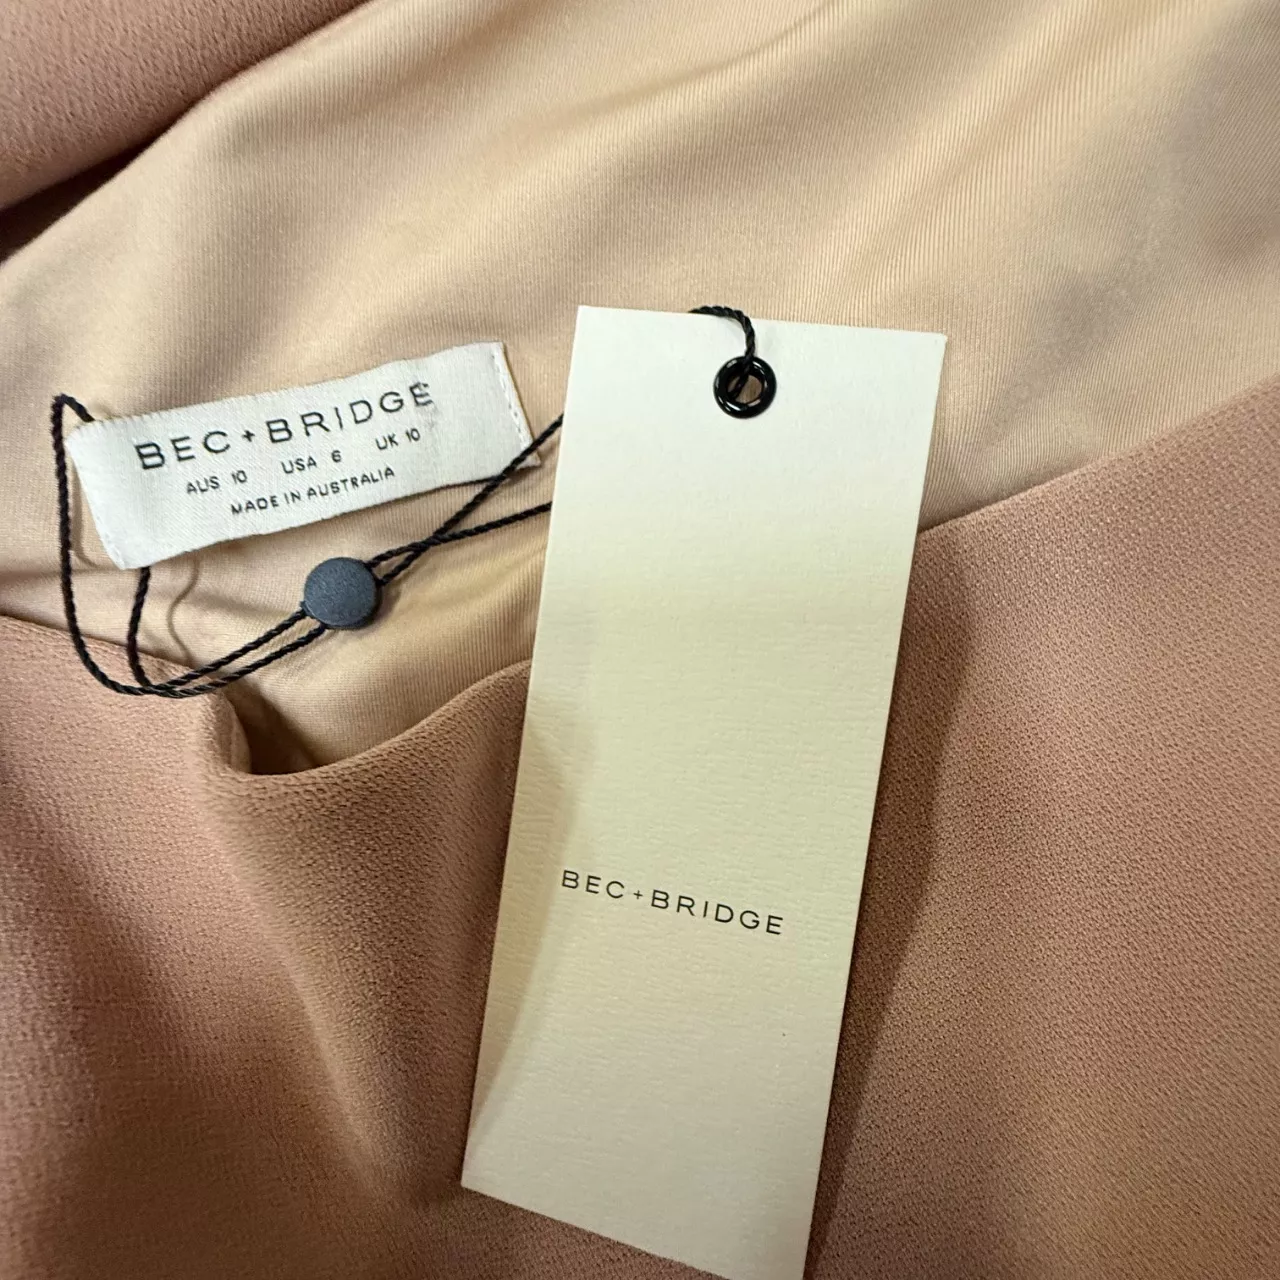 BEC+BRIDGE
AUS 10 USA 6 UK 10
MADE IN AUSTRALIA
BEC+BRIDGE